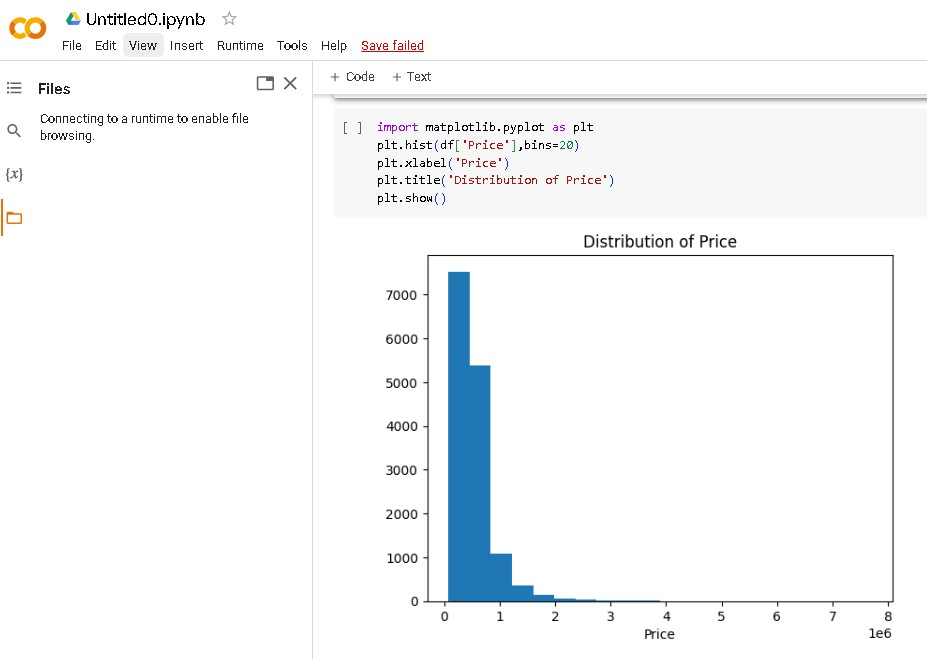 Untitled0.ipynb
File Edit View Insert Runtime Tools Help Save failed
Files
Connecting to a runtime to enable file
browsing.
{x}
+ Code + Text
[ ] import matplotlib.pyplot as plt
plt.hist(df['Price'],bins=20)
plt.xlabel('Price')
plt.title('Distribution of Price')
plt.show()
Distribution of Price
7000
6000
5000
4000
3000
2000
1000
0
0 1 2 3 4 5 6 7 8
1e6
Price